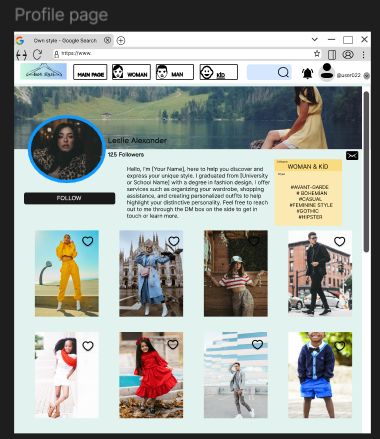 Profile page
Own style - Google Search
https://www.
MAIN PAGE
WOMAN
MAN
KID
@user022
Leslie Alexander
125 Followers
Hello, I'm [Your Name], here to help you discover and
express your unique style. I graduated from [University
or School Name] with a degree in fashion design. I offer
services such as organizing your wardrobe, shopping
assistance, and creating personalized outfits to help
highlight your distinctive personality. Feel free to reach
out to me through the DM box on the side to get in
touch or learn more.
WOMAN & KID
#AVANT-GARDE
# BOHEMIAN
#CASUAL
#FEMININE STYLE
#GOTHIC
#HIPSTER
FOLLOW